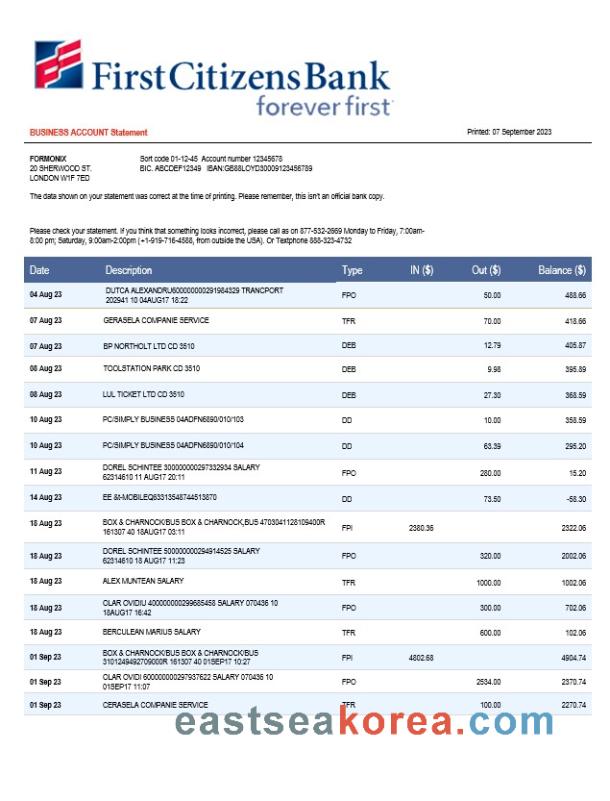 First Citizens Bank
forever first
BUSINESS ACCOUNT Statement
Printed: 07 September 2023
FORMONIX
20 SHERWOOD ST.
LONDON W1F 7ED
Sort code 01-12-45 Account number 12345678
BIC. ABCDEF12349 IBAN:GB88LOYD30009123456789
The data shown on your statement was correct at the time of printing. Please remember, this isn't an official bank copy.
Please check your statement. If you think that something looks incorrect, please call as on 877-532-2669 Monday to Friday, 7:00am-
8:00 pm; Saturday, 9:00am-2:00pm (+1-919-716-4588, from outside the USA). Or Textphone 888-323-4732
Date Description Type IN ($) Out ($) Balance ($)
04 Aug 23 DUTCA ALEXANDRU600000000291984329 TRANCPORT FPO 50.00 488.66
202941 10 04AUG17 18:22
07 Aug 23 GERASELA COMPANIE SERVICE TFR 70.00 418.66
07 Aug 23 BP NORTHOLT LTD CD 3510 DEB 12.79 405.87
08 Aug 23 TOOLSTATION PARK CD 3510 DEB 9.98 395.89
08 Aug 23 LUL TICKET LTD CD 3510 DEB 27.30 368.59
10 Aug 23 PC/SIMPLY BUSINESS 04ADFN6890/010/103 DD 10.00 358.59
10 Aug 23 PC/SIMPLY BUSINESS 04ADFN6890/010/104 DD 63.39 295.20
11 Aug 23 DOREL SCHINTEE 300000000297332934 SALARY FPO 280.00 15.20
62314610 11 AUG17 20:11
14 Aug 23 EE &t-MOBILEQ63313548744513870 DD 73.50 -58.30
18 Aug 23 BOX & CHARNOCK/BUS BOX & CHARNOCK,BUS 4703041128109400R FPI 2380.36 2322.06
161307 40 18AUG17 03:11
18 Aug 23 DOREL SCHINTEE 500000000294914525 SALARY FPO 320.00 2002.06
62314610 18 AUG17 11:23
18 Aug 23 ALEX MUNTEAN SALARY TFR 1000.00 1002.06
18 Aug 23 OLAR OVIDIU 400000000299685458 SALARY 070436 10 FPO 300.00 702.06
18AUG17 16:42
18 Aug 23 BERCULEAN MARIUS SALARY TFR 600.00 102.06
01 Sep 23 BOX & CHARNOCK/BUS BOX & CHARNOCK/BUS FPI 4802.68 4904.74
3101249492709000R 161307 40 01SEP17 10:27
01 Sep 23 OLAR OVIDI 600000000297937622 SALARY 070436 10 FPO 2534.00 2370.74
01SEP17 11:07
01 Sep 23 CERASELA COMPANIE SERVICE TFR 100.00 2270.74
eastseakorea.com